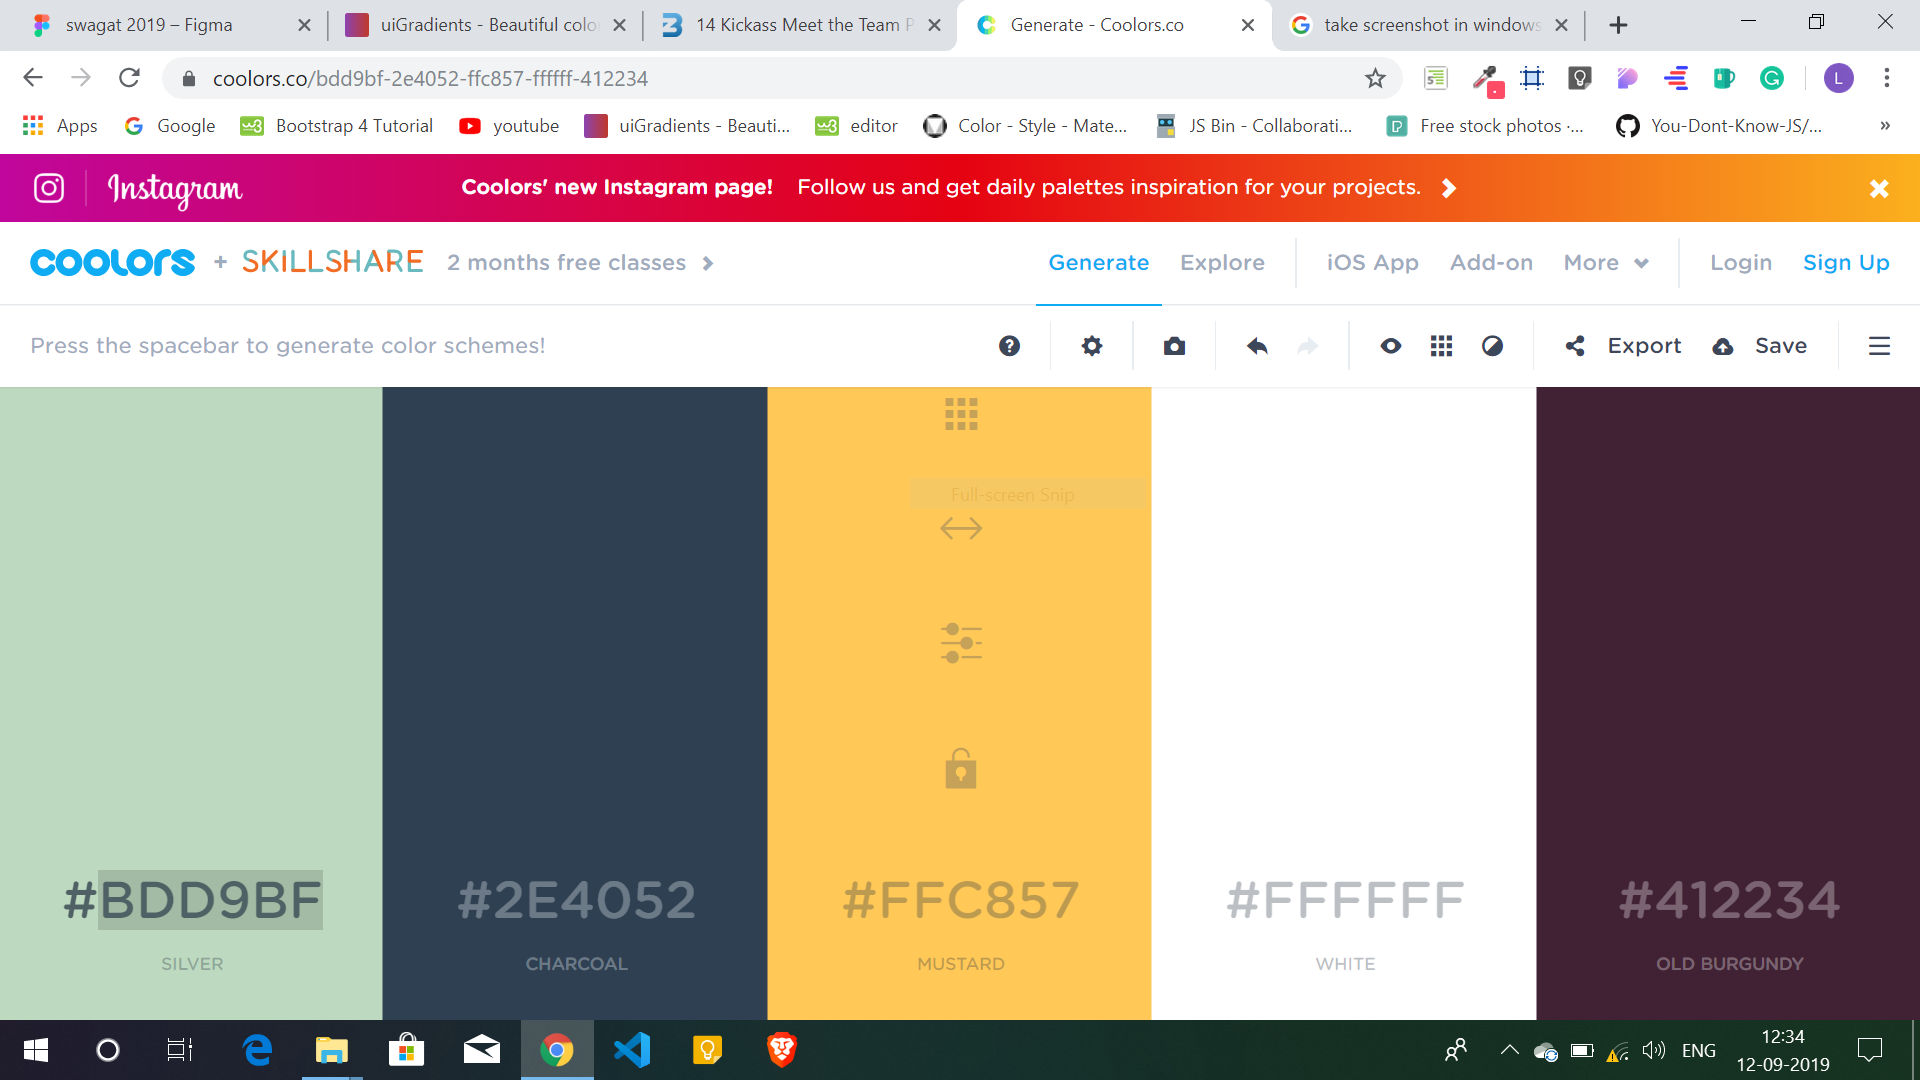 swagat 2019 – Figma
uiGradients - Beautiful colo
14 Kickass Meet the Team P
Generate - Coolors.co
take screenshot in windows
coolors.co/bdd9bf-2e4052-ffc857-ffffff-412234
L
Apps
Google
Bootstrap 4 Tutorial
youtube
uiGradients - Beauti...
editor
Color - Style - Mate...
JS Bin - Collaborati...
Free stock photos ·...
You-Dont-Know-JS/...
»
Instagram
Coolors' new Instagram page! Follow us and get daily palettes inspiration for your projects.
coolors + SKILLSHARE 2 months free classes
Generate
Explore
iOS App
Add-on
More
Login
Sign Up
Press the spacebar to generate color schemes!
Export
Save
Full-screen Snip
#BDD9BF
#2E4052
#FFC857
#FFFFFF
#412234
SILVER
CHARCOAL
MUSTARD
WHITE
OLD BURGUNDY
ENG
12:34
12-09-2019